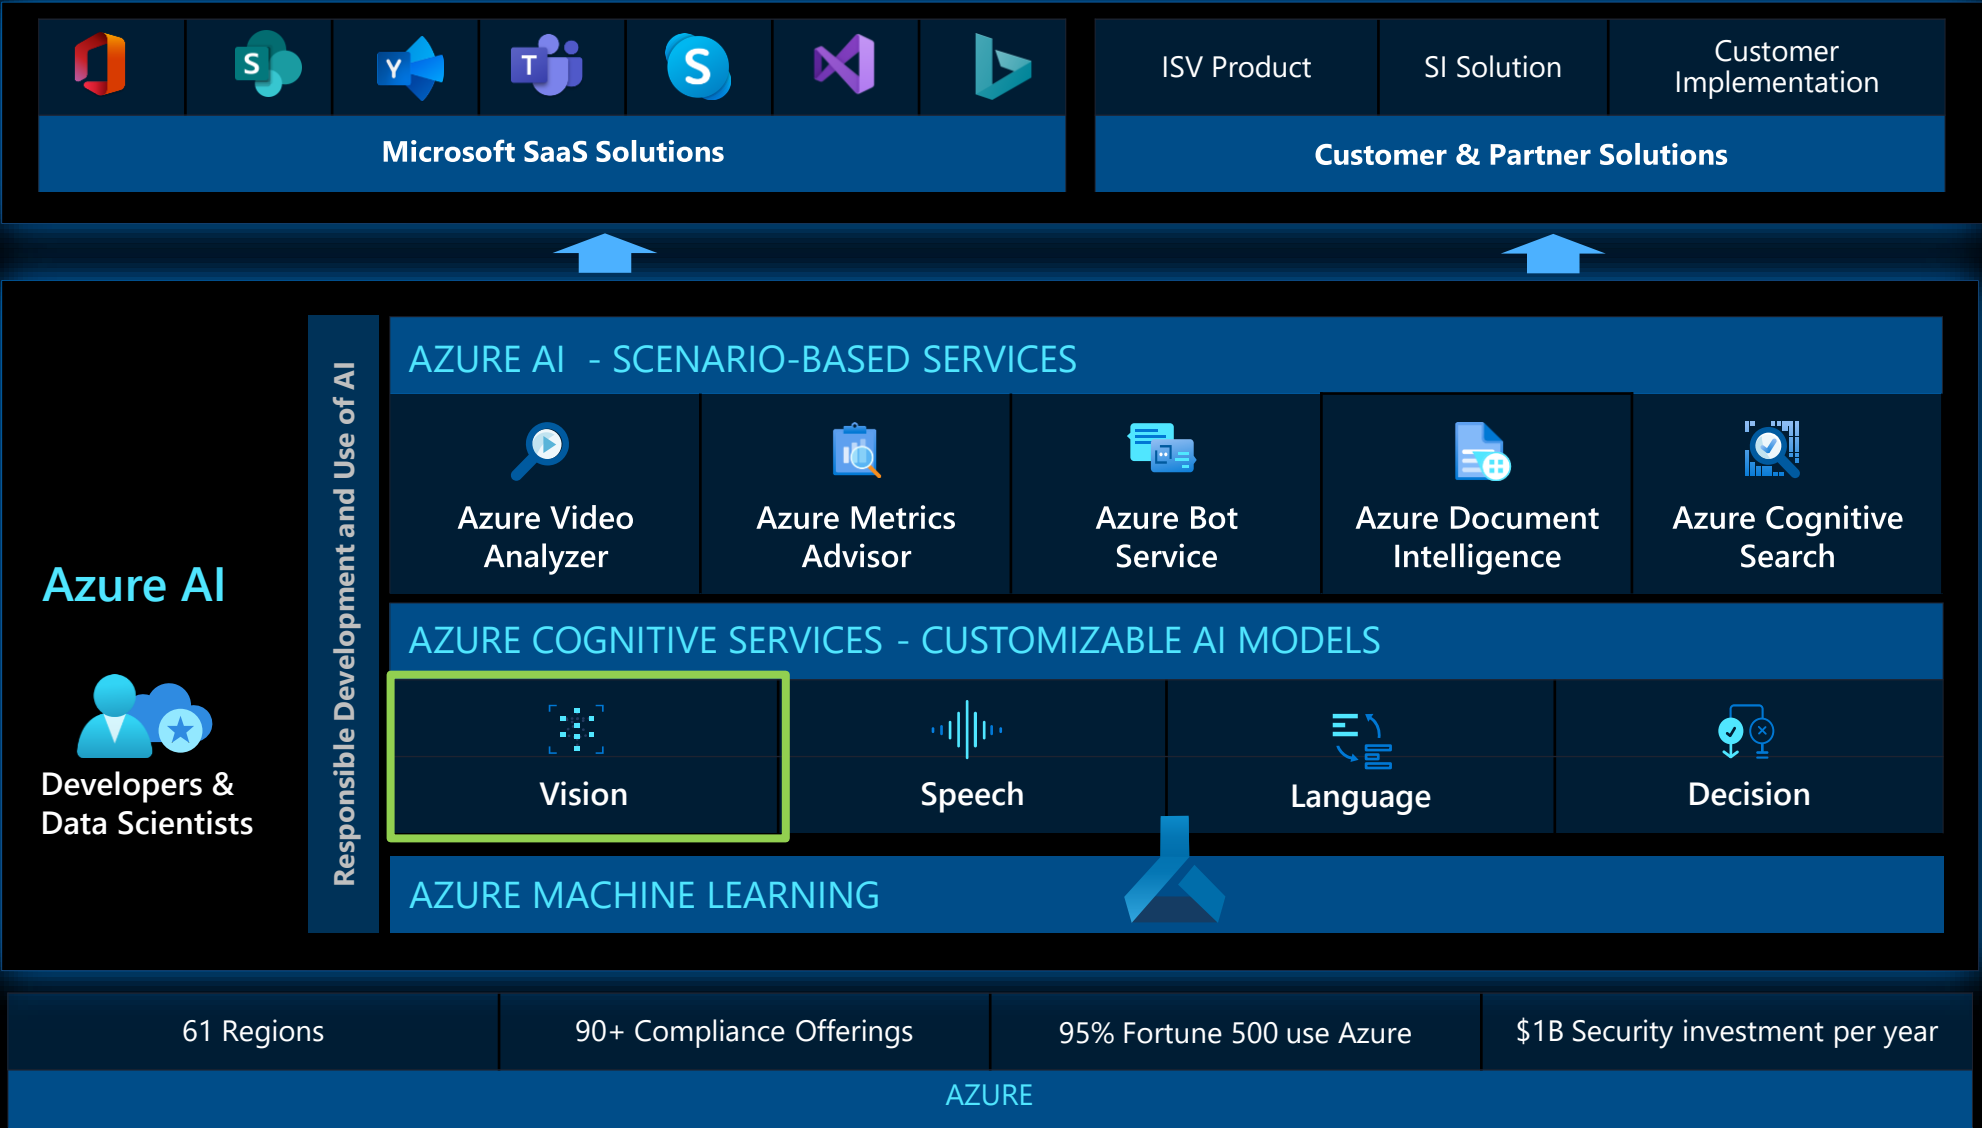 S
Y
T
S
ISV Product
SI Solution
Customer
Implementation
Microsoft SaaS Solutions
Customer & Partner Solutions
Azure AI
Developers &
Data Scientists
Responsible Development and Use of AI
AZURE AI - SCENARIO-BASED SERVICES
Azure Video
Analyzer
Azure Metrics
Advisor
Azure Bot
Service
Azure Document
Intelligence
Azure Cognitive
Search
AZURE COGNITIVE SERVICES - CUSTOMIZABLE AI MODELS
Vision
Speech
Language
Decision
AZURE MACHINE LEARNING
61 Regions
90+ Compliance Offerings
95% Fortune 500 use Azure
$1B Security investment per year
AZURE